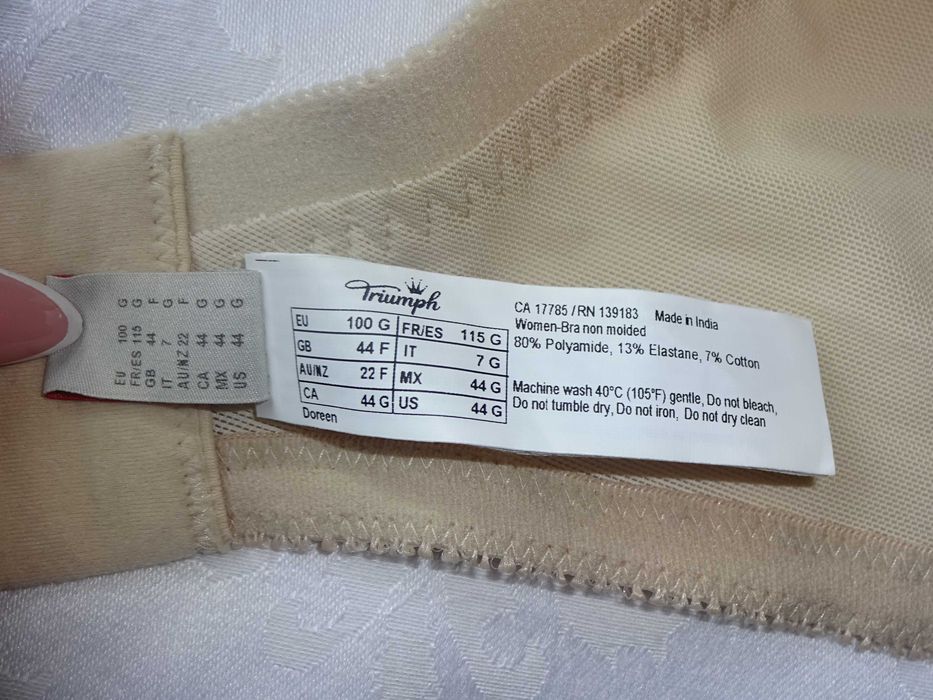 EU 100 G
FR/ES 115 G
GB 44 F
IT 7 G
AU/NZ 22 F
CA 44 G
MX 44 G
US 44 G
Triumph
EU 100 G FR/ES 115 G
GB 44 F IT 7 G
AU/NZ 22 F MX 44 G
CA 44 G US 44 G
Doreen
CA 17785 / RN 139183 Made in India
Women-Bra non molded
80% Polyamide, 13% Elastane, 7% Cotton
Machine wash 40°C (105°F) gentle, Do not bleach,
Do not tumble dry, Do not iron, Do not dry clean